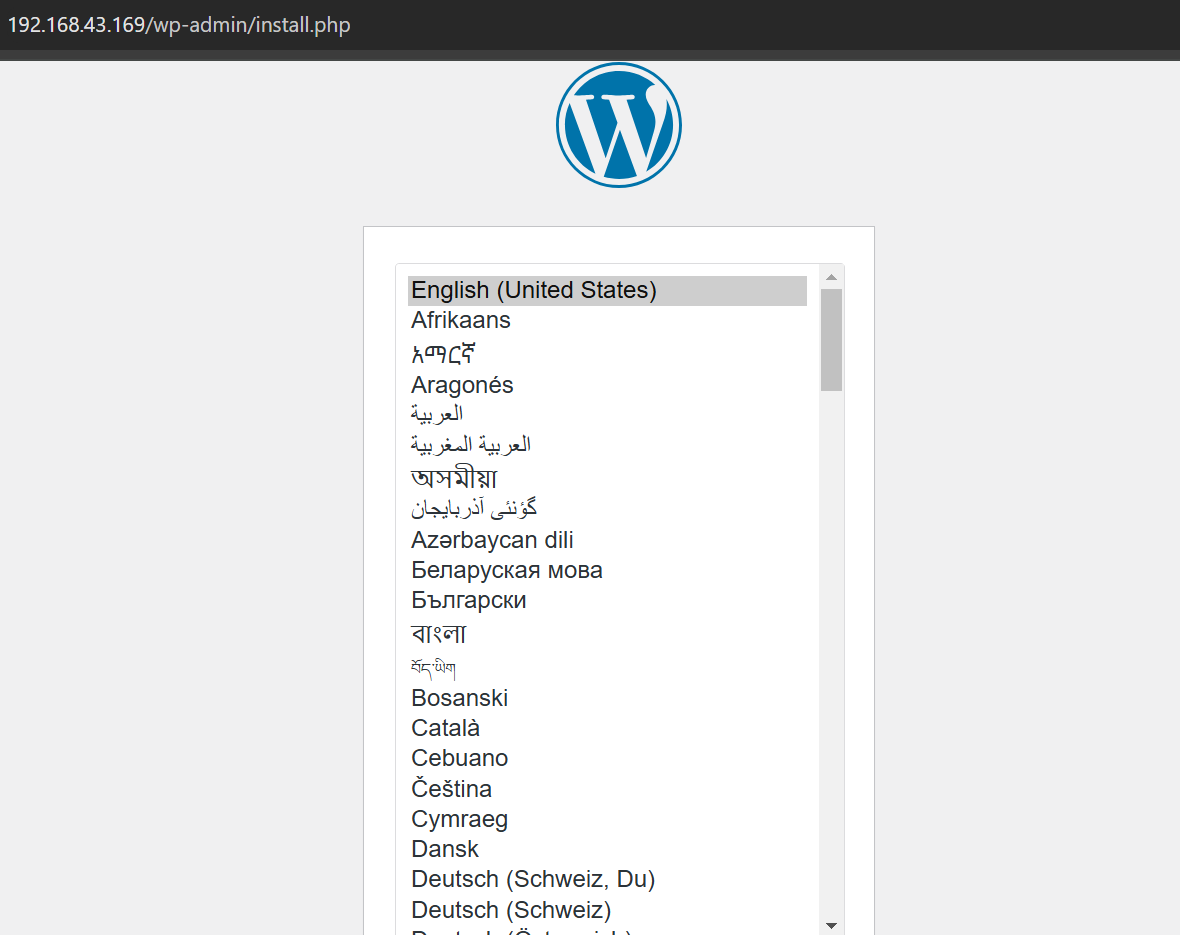 192.168.43.169/wp-admin/install.php
English (United States)
Afrikaans
አማርኛ
Aragonés
العربية
العربية المغربية
অসমীয়া
گؤنئی آذربایجان
Azərbaycan dili
Беларуская мова
Български
বাংলা
བོད་ཡིག
Bosanski
Català
Cebuano
Čeština
Cymraeg
Dansk
Deutsch (Schweiz, Du)
Deutsch (Schweiz)